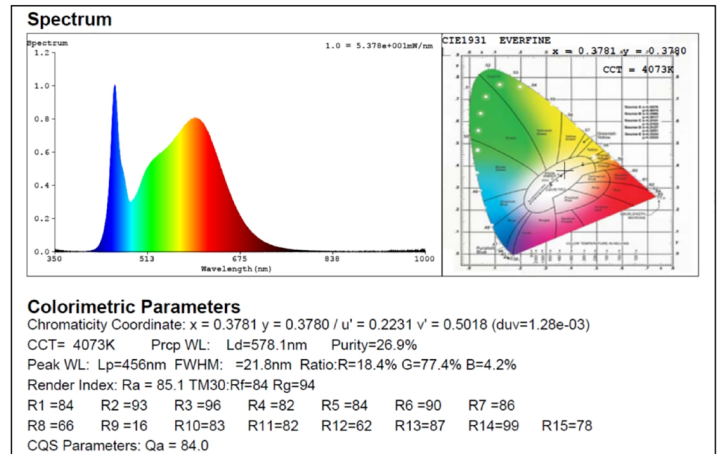 Spectrum
Spectrum
1.0 = 5.378e+001mW/nm
1.2
1.0
0.8
0.6
0.4
0.2
0.0
350 513 675 838 1000
Wavelength(nm)
CIE1931 EVERFINE
x = 0.3781 y = 0.3780
CCT = 4073K
Colorimetric Parameters
Chromaticity Coordinate: x = 0.3781 y = 0.3780 / u' = 0.2231 v' = 0.5018 (duv=1.28e-03)
CCT= 4073K Prcp WL: Ld=578.1nm Purity=26.9%
Peak WL: Lp=456nm FWHM: =21.8nm Ratio:R=18.4% G=77.4% B=4.2%
Render Index: Ra = 85.1 TM30:Rf=84 Rg=94
R1 =84 R2 =93 R3 =96 R4 =82 R5 =84 R6 =90 R7 =86
R8 =66 R9 =16 R10=83 R11=82 R12=62 R13=87 R14=99 R15=78
CQS Parameters: Qa = 84.0